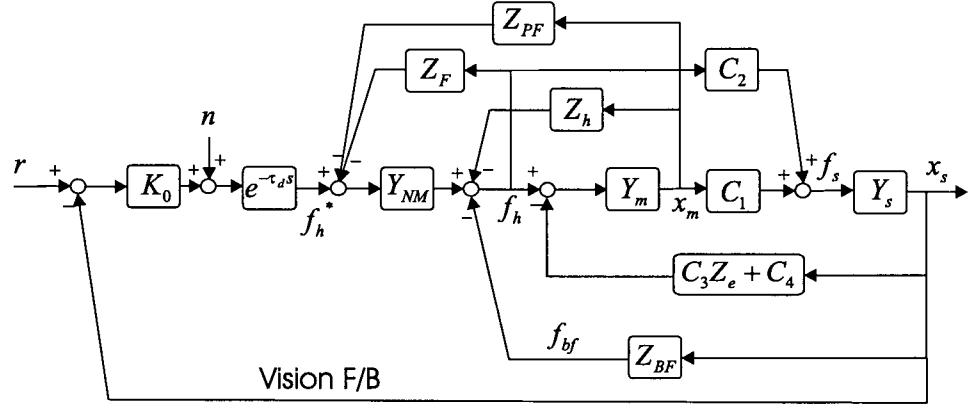 Z_PF
Z_F
C_2
Z_h
n
r
+
−
K_0
+
+
e^{-τ_d s}
+
−
−
f_h^*
Y_NM
+
−
−
f_h
+
−
Y_m
x_m
C_1
+
+
f_s
Y_s
x_s
C_3 Z_e + C_4
f_bf
Z_BF
Vision F/B